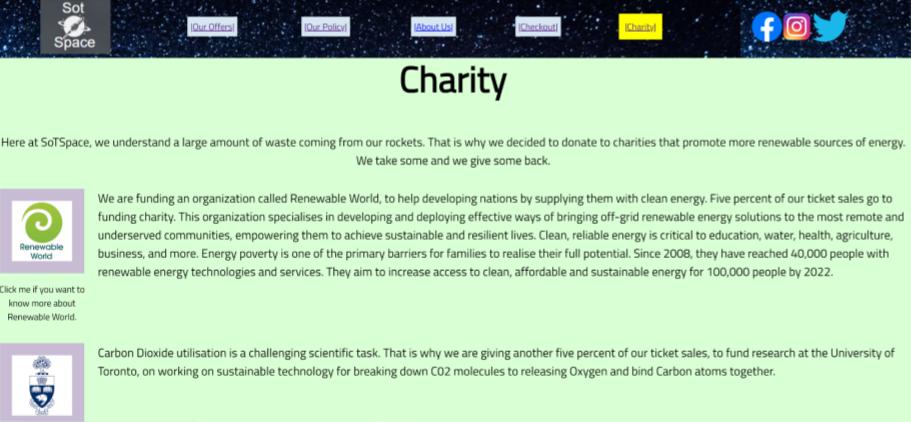 Sot
Space
|Our Offers|
|Our Policy|
|About Us|
|Checkout|
|Charity|
Charity
Here at SoTSpace, we understand a large amount of waste coming from our rockets. That is why we decided to donate to charities that promote more renewable sources of energy.
We take some and we give some back.
Renewable
World
We are funding an organization called Renewable World, to help developing nations by supplying them with clean energy. Five percent of our ticket sales go to
funding charity. This organization specialises in developing and deploying effective ways of bringing off-grid renewable energy solutions to the most remote and
underserved communities, empowering them to achieve sustainable and resilient lives. Clean, reliable energy is critical to education, water, health, agriculture,
business, and more. Energy poverty is one of the primary barriers for families to realise their full potential. Since 2008, they have reached 40,000 people with
renewable energy technologies and services. They aim to increase access to clean, affordable and sustainable energy for 100,000 people by 2022.
Click me if you want to
know more about
Renewable World.
Carbon Dioxide utilisation is a challenging scientific task. That is why we are giving another five percent of our ticket sales, to fund research at the University of
Toronto, on working on sustainable technology for breaking down C02 molecules to releasing Oxygen and bind Carbon atoms together.